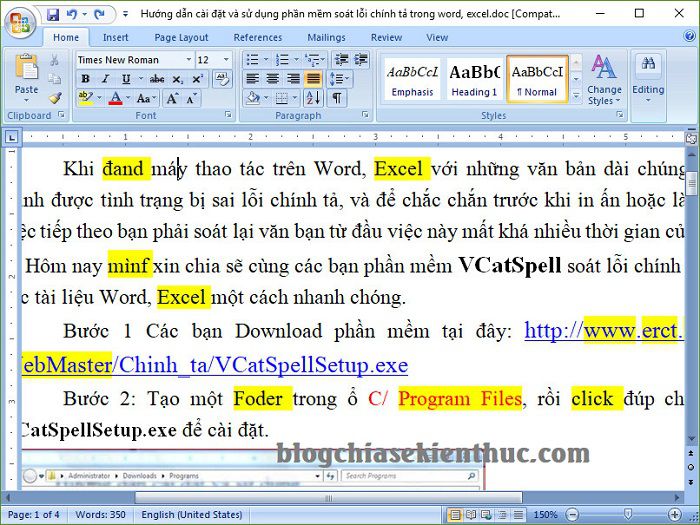 Hướng dẫn cài đặt và sử dụng phần mềm soát lỗi chính tả trong word, excel.doc [Compat...
Home Insert Page Layout References Mailings Review View
Times New Roman 12
Paste
B I U abc x₂ x² Aa A A
AaBbCcI AaBbC AaBbCcI
Emphasis Heading 1 ¶ Normal
Change Styles
Editing
Clipboard Font Paragraph Styles
Khi đand máy thao tác trên Word, Excel với những văn bản dài chúng
nh được tình trạng bị sai lỗi chính tả, và để chắc chắn trước khi in ấn hoặc là
ệc tiếp theo bạn phải soát lại văn bạn từ đầu việc này mất khá nhiều thời gian củ
Hôm nay mìnf xin chia sẽ cùng các bạn phần mềm VCatSpell soát lỗi chính
c tài liệu Word, Excel một cách nhanh chóng.
Bước 1 Các bạn Download phần mềm tại đây: http://www.erct.
WebMaster/Chinh_ta/VCatSpellSetup.exe
Bước 2: Tạo một Foder trong ổ C/ Program Files, rồi click đúp ch
CatSpellSetup.exe để cài đặt.
blogchiasekienthuc.com
Administrator Downloads Programs Search Programs
Page: 1 of 4 Words: 350 English (United States) 150%